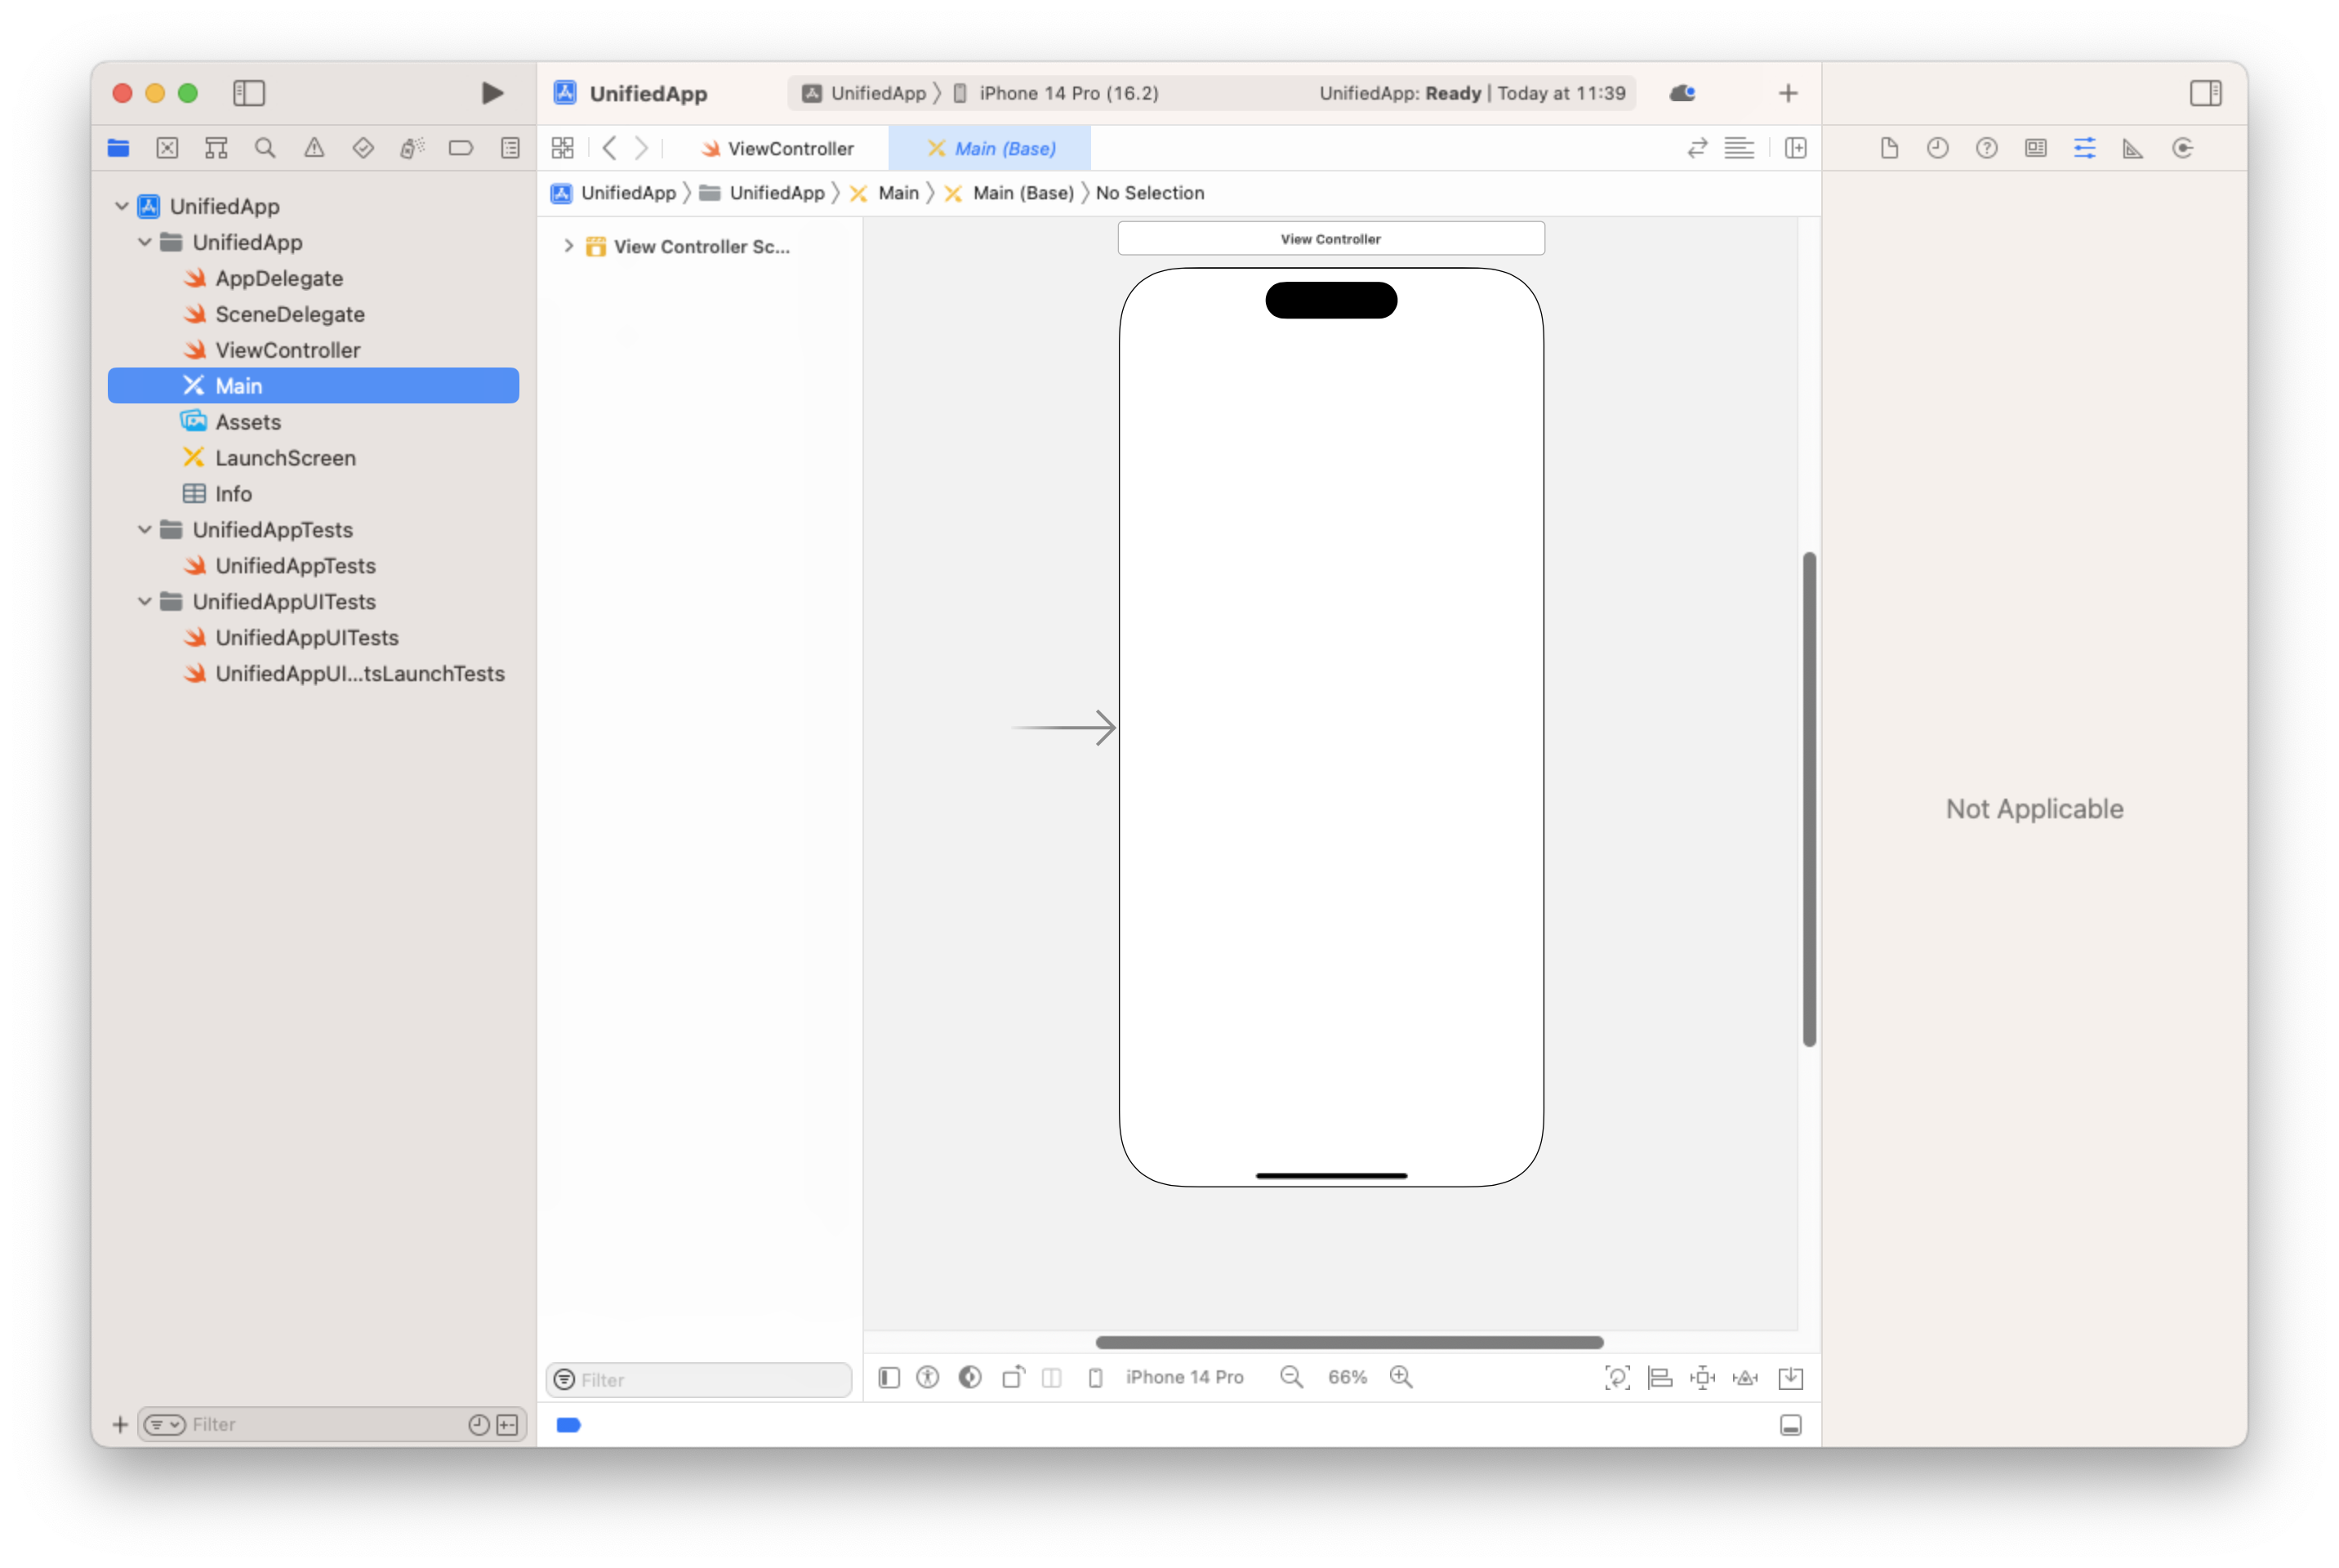 UnifiedApp
UnifiedApp iPhone 14 Pro (16.2)
UnifiedApp: Ready | Today at 11:39
ViewController
Main (Base)
UnifiedApp UnifiedApp Main Main (Base) No Selection
UnifiedApp
UnifiedApp
AppDelegate
SceneDelegate
ViewController
Main
Assets
LaunchScreen
Info
UnifiedAppTests
UnifiedAppTests
UnifiedAppUITests
UnifiedAppUITests
UnifiedAppUI...tsLaunchTests
Filter
View Controller Sc...
Filter
View Controller
iPhone 14 Pro
66%
Not Applicable